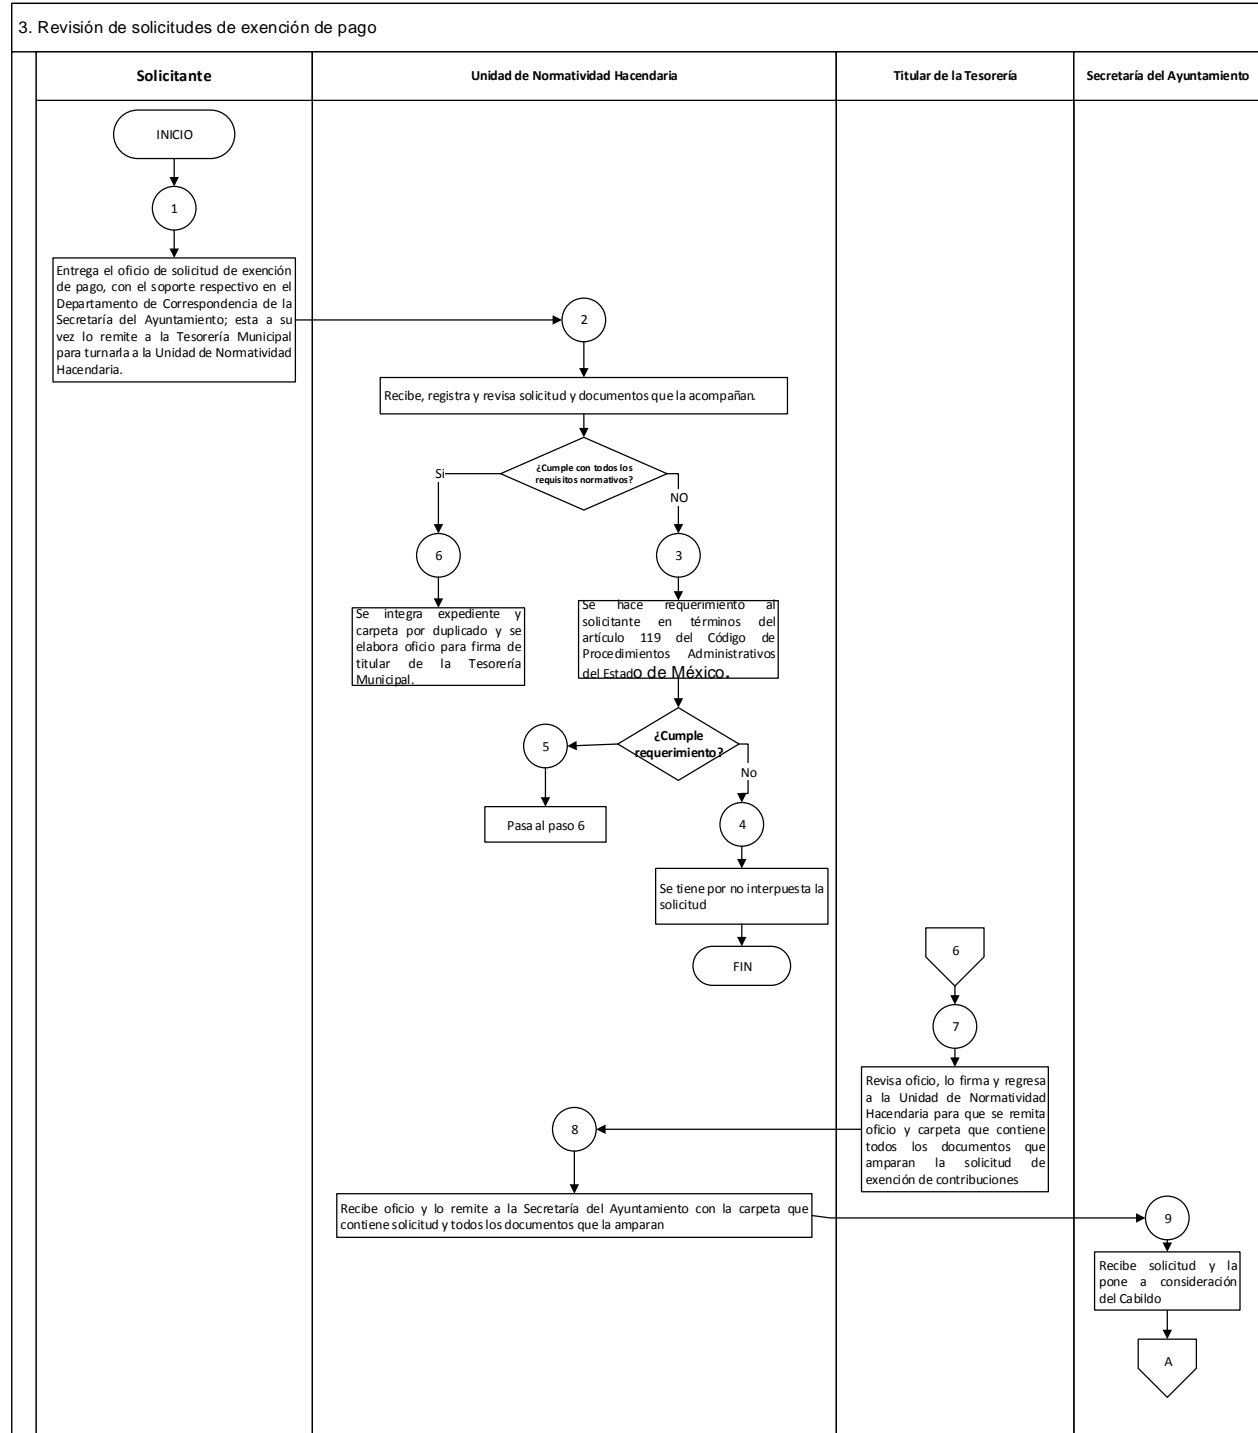 3. Revisión de solicitudes de exención de pago
Solicitante
Unidad de Normatividad Hacendaria
Titular de la Tesorería
Secretaría del Ayuntamiento
INICIO
1
Entrega el oficio de solicitud de exención
de pago, con el soporte respectivo en el
Departamento de Correspondencia de la
Secretaría del Ayuntamiento; esta a su
vez lo remite a la Tesorería Municipal
para turnarla a la Unidad de Normatividad
Hacendaria.
2
Recibe, registra y revisa solicitud y documentos que la acompañan.
¿Cumple con todos los
requisitos normativos?
Si
NO
6
3
Se integra expediente y
carpeta por duplicado y se
elabora oficio para firma de
titular de la Tesorería
Municipal.
Se hace requerimiento al
solicitante en términos del
artículo 119 del Código de
Procedimientos Administrativos
del Estado de México.
¿Cumple
requerimiento?
5
No
Pasa al paso 6
4
Se tiene por no interpuesta la
solicitud
FIN
6
7
Revisa oficio, lo firma y regresa
a la Unidad de Normatividad
Hacendaria para que se remita
oficio y carpeta que contiene
todos los documentos que
amparan la solicitud de
exención de contribuciones
8
Recibe oficio y lo remite a la Secretaría del Ayuntamiento con la carpeta que
contiene solicitud y todos los documentos que la amparan
9
Recibe solicitud y la
pone a consideración
del Cabildo
A